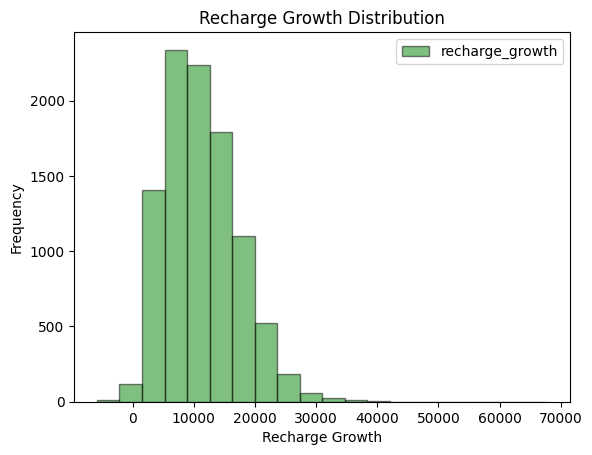 Recharge Growth Distribution
recharge_growth
Frequency
2000
1500
1000
500
0
0 10000 20000 30000 40000 50000 60000 70000
Recharge Growth